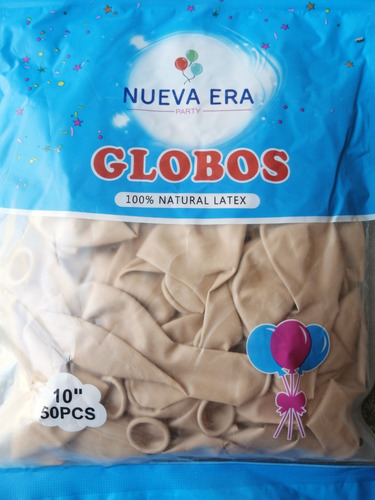 NUEVA ERA
PARTY
GLOBOS
100% NATURAL LATEX
10"
50PCS